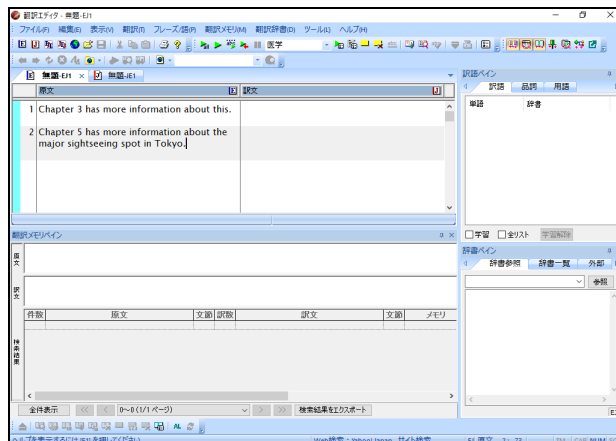 翻訳エディタ - 無題-EJ1
ファイル(F) 編集(E) 表示(V) 翻訳(T) フレーズ/語(P) 翻訳メモリ(M) 翻訳辞書(D) ツール(L) ヘルプ(H)
医学
無題-EJ1 × 無題-JE1
原文 E 訳文 J
1 Chapter 3 has more information about this.
2 Chapter 5 has more information about the
major sightseeing spot in Tokyo.
訳語ペイン
訳語 品詞 用語
単語 辞書
学習 全リスト 学習解除
翻訳メモリペイン
原文
訳文
件数 原文 文節 訳数 訳文 文節 メモリ
検索結果
全件表示 << < 0~0 (1/1 ページ) > >> 検索結果をエクスポート
辞書ペイン
辞書参照 辞書一覧 外部
参照
AL